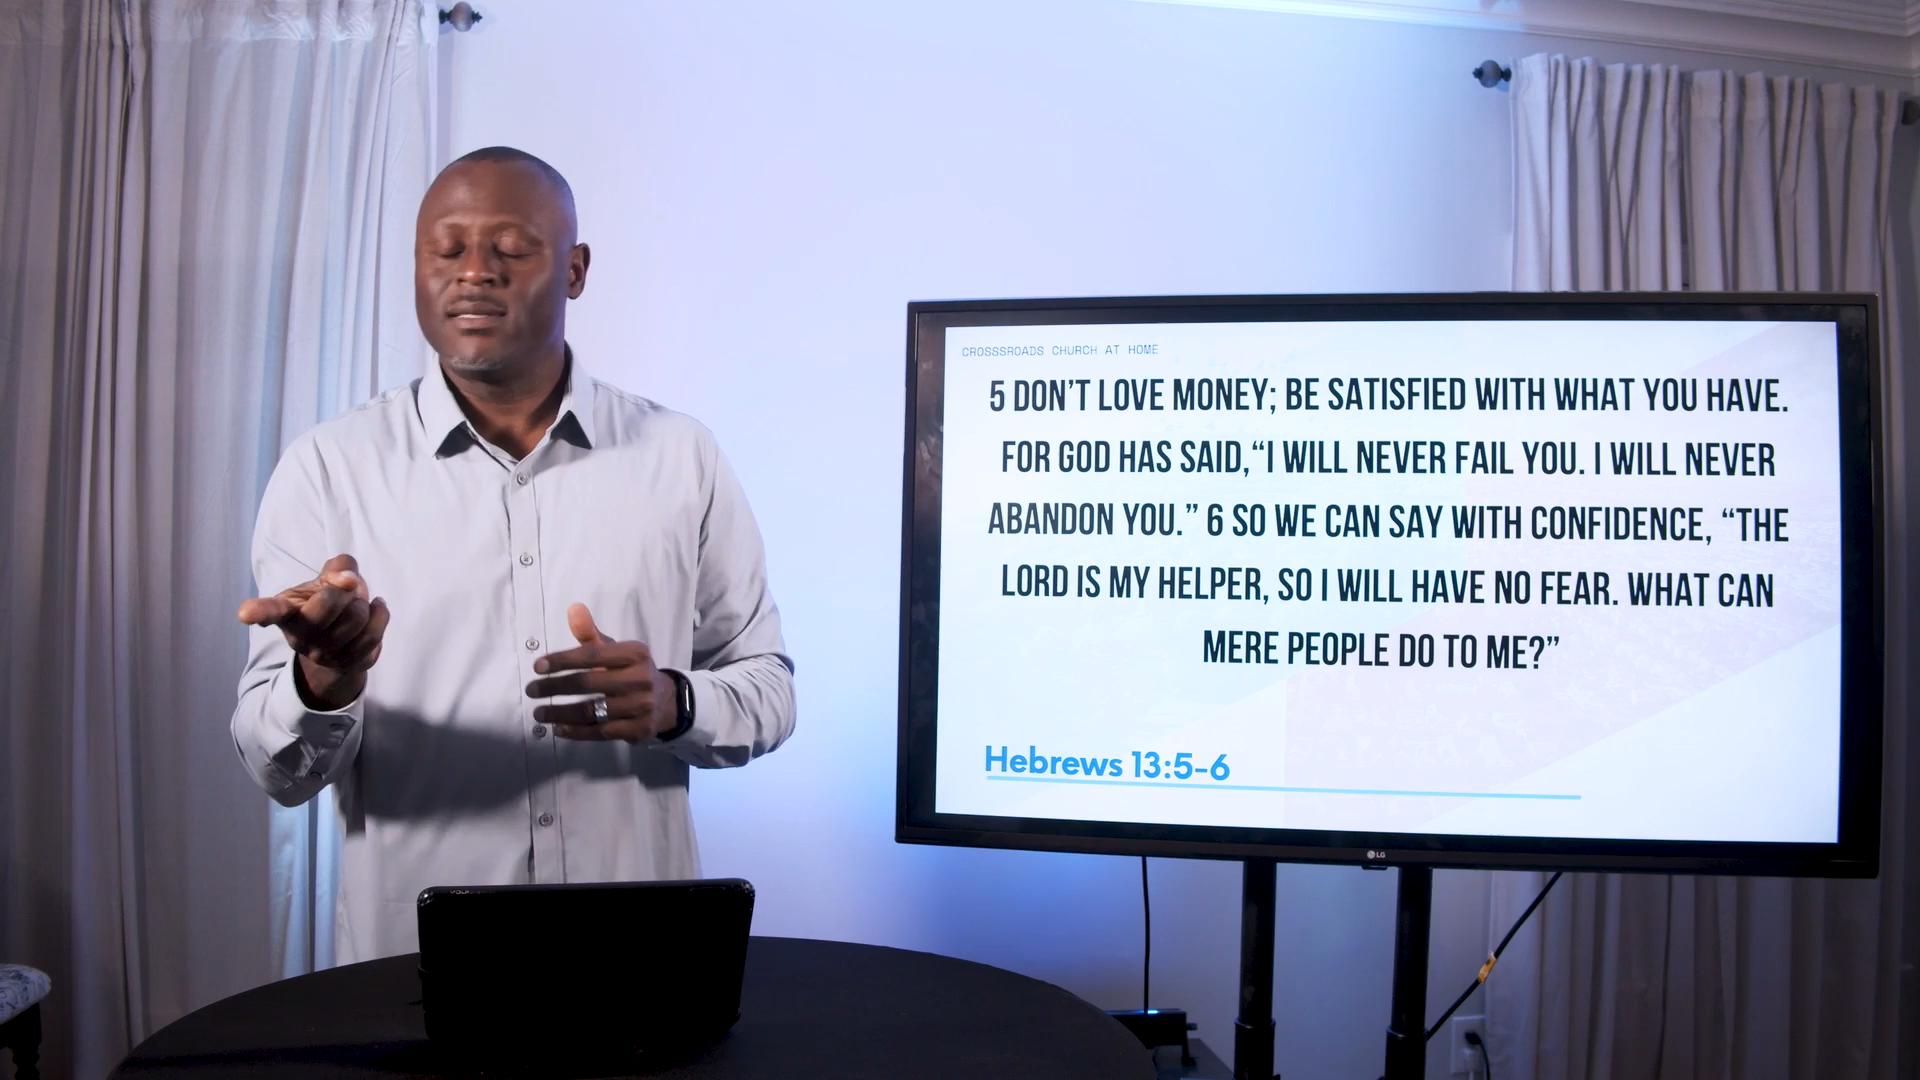 CROSSSROADS CHURCH AT HOME
5 DON'T LOVE MONEY; BE SATISFIED WITH WHAT YOU HAVE.
FOR GOD HAS SAID,“I WILL NEVER FAIL YOU. I WILL NEVER
ABANDON YOU.” 6 SO WE CAN SAY WITH CONFIDENCE, “THE
LORD IS MY HELPER, SO I WILL HAVE NO FEAR. WHAT CAN
MERE PEOPLE DO TO ME?”
Hebrews 13:5-6
LG